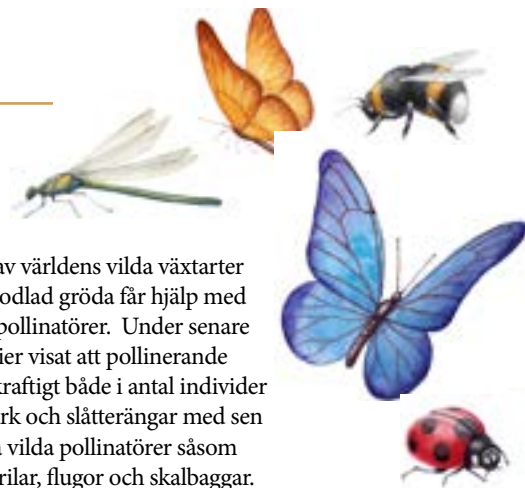 av världens vilda växtarter
odlad gröda får hjälp med
pollinatörer. Under senare
ier visat att pollinerande
kraftigt både i antal individer
rk och slåtterängar med sen
vilda pollinatörer såsom
rilar, flugor och skalbaggar.